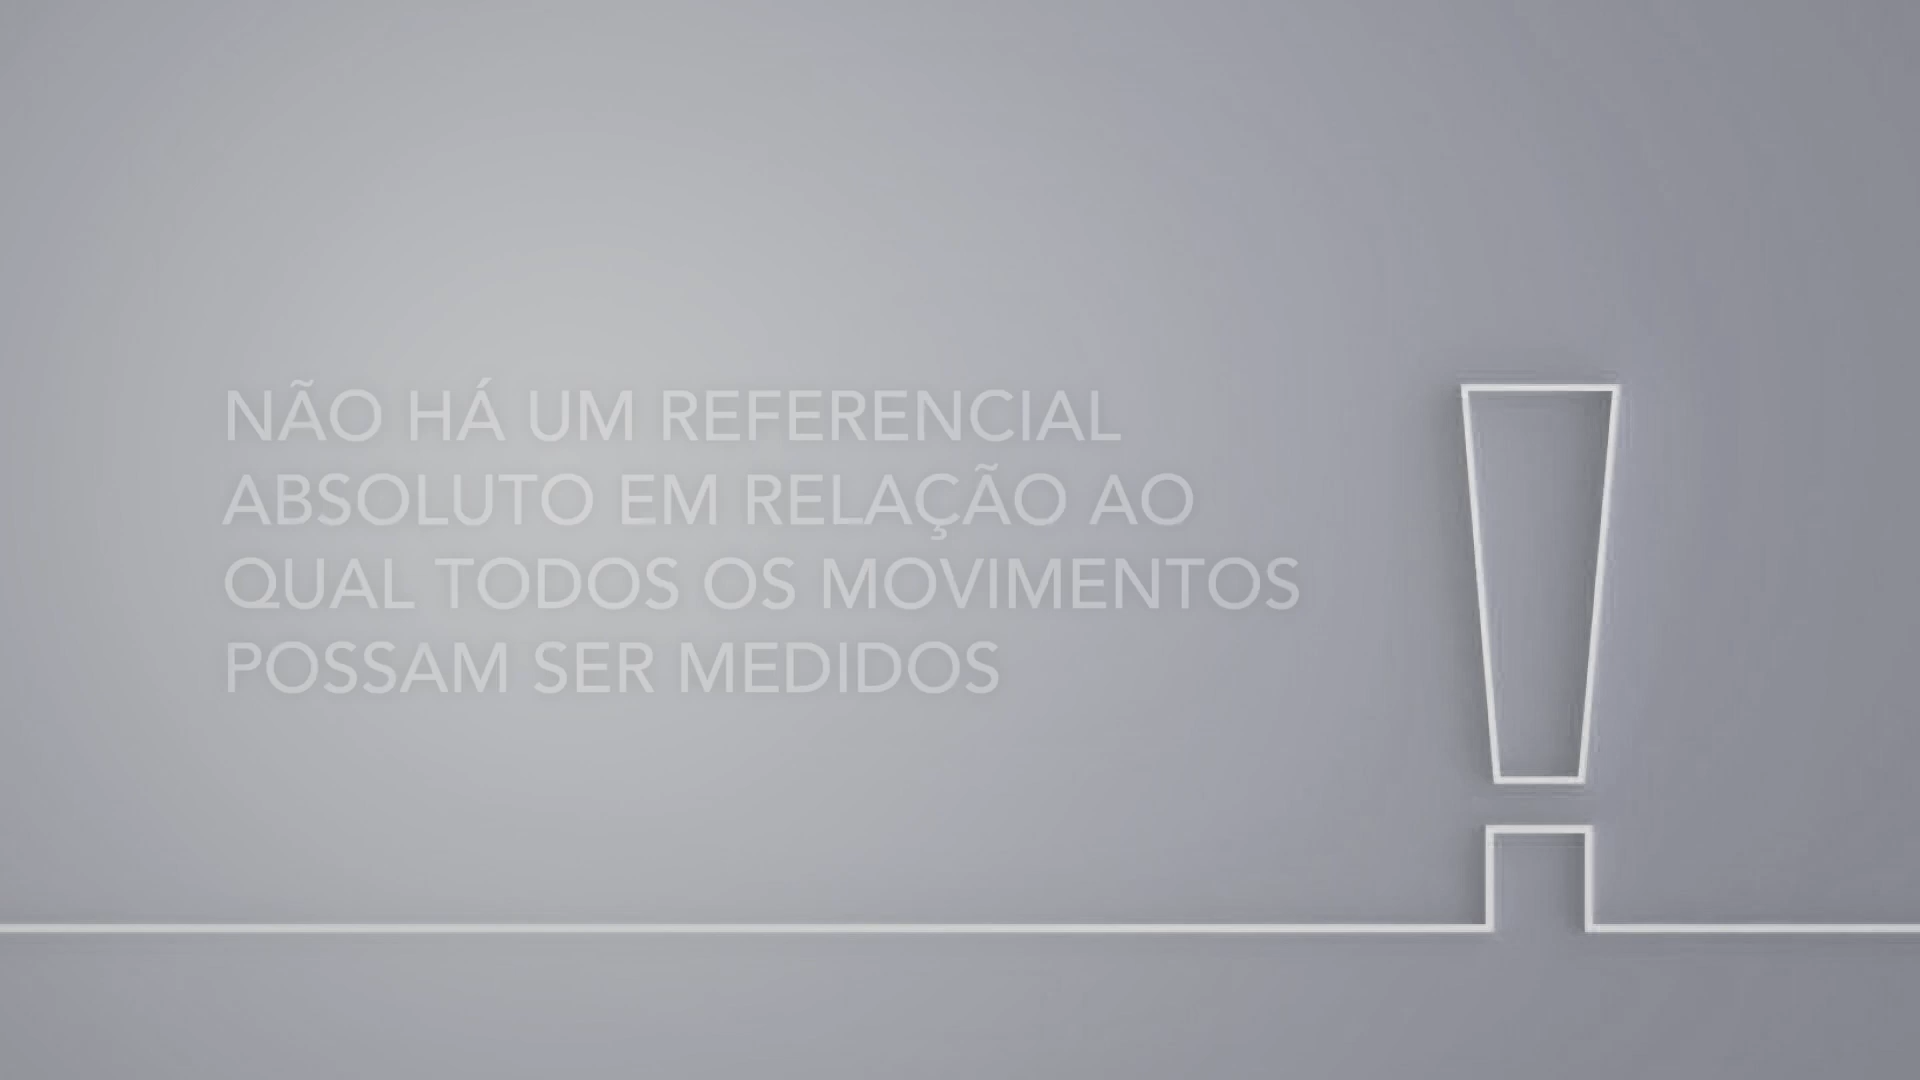 NÃO HÁ UM REFERENCIAL
ABSOLUTO EM RELAÇÃO AO
QUAL TODOS OS MOVIMENTOS
POSSAM SER MEDIDOS